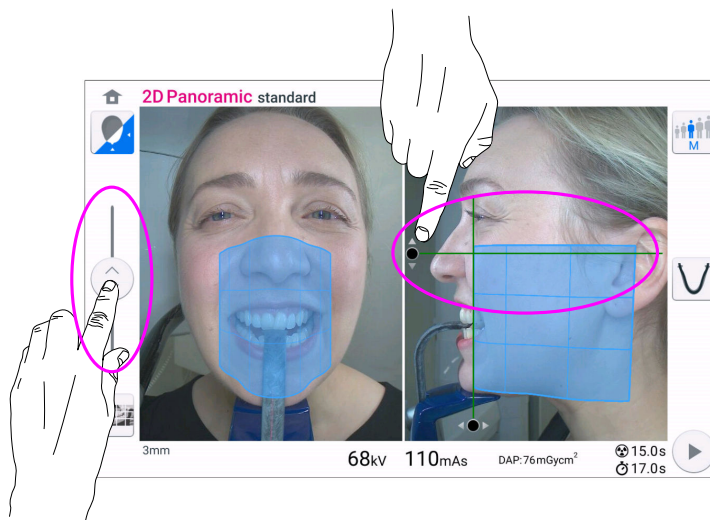 2D Panoramic standard
M
3mm
68kV 110mAs DAP:76mGycm²
15.0s
17.0s